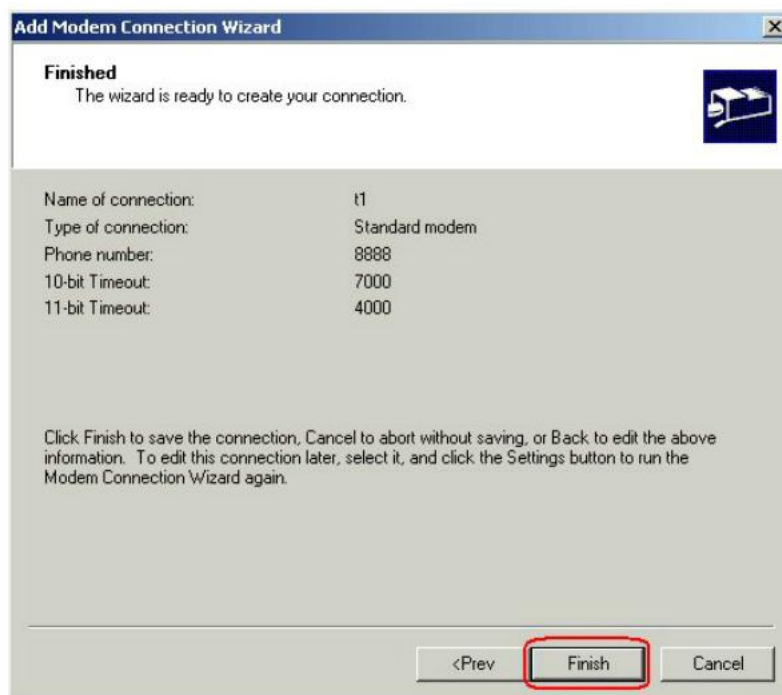 Add Modem Connection Wizard
Finished
The wizard is ready to create your connection.
Name of connection: t1
Type of connection: Standard modem
Phone number: 8888
10-bit Timeout: 7000
11-bit Timeout: 4000
Click Finish to save the connection, Cancel to abort without saving, or Back to edit the above
information. To edit this connection later, select it, and click the Settings button to run the
Modem Connection Wizard again.
<Prev Finish Cancel